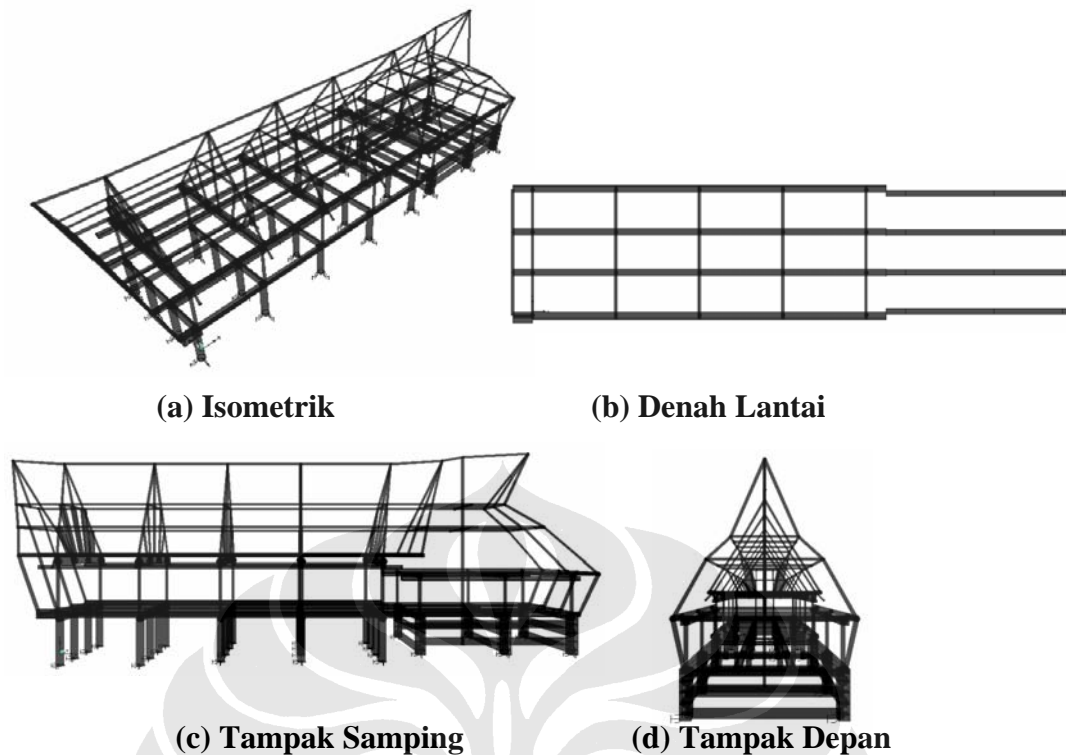 (a) Isometrik
(b) Denah Lantai
(c) Tampak Samping
(d) Tampak Depan